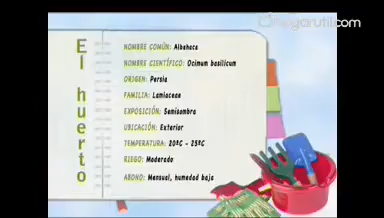 hogarutil.com
El huerto
NOMBRE COMÚN: Albahaca
NOMBRE CIENTÍFICO: Ocimum basilicum
ORIGEN: Persia
FAMILIA: Lamiaceae
EXPOSICIÓN: Semisombra
UBICACIÓN: Exterior
TEMPERATURA: 20ºC - 25ºC
RIEGO: Moderado
ABONO: Mensual, humedad baja